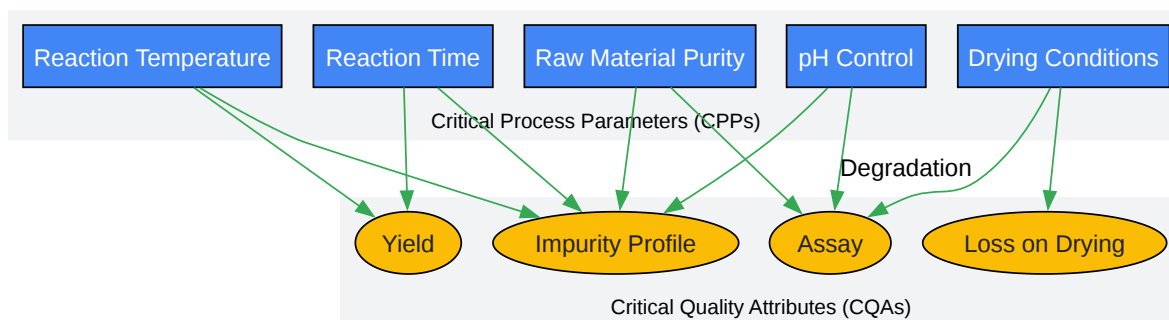 Reaction Temperature
Reaction Time
Raw Material Purity
pH Control
Drying Conditions
Critical Process Parameters (CPPs)
Degradation
Yield
Impurity Profile
Assay
Loss on Drying
Critical Quality Attributes (CQAs)